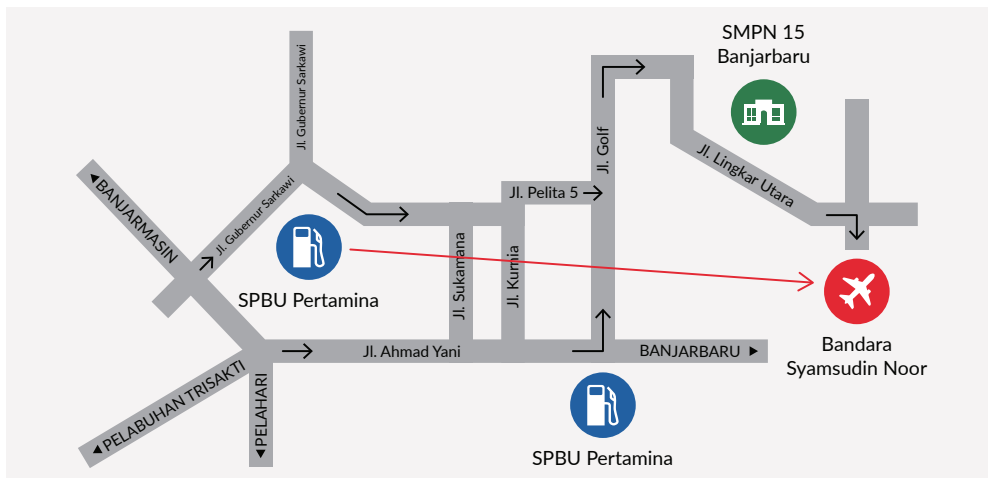 SMPN 15
Banjarbaru
Jl. Gubernur Sarkawi
Jl. Golf
Jl. Lingkar Utara
BANJARMASIN
Jl. Gubernur Sarkawi
Jl. Pelita 5
SPBU Pertamina
Jl. Sukamana
Jl. Kurnia
Bandara
Syamsudin Noor
Jl. Ahmad Yani
BANJARBARU
PELABUHAN TRISAKTI
PELAHARI
SPBU Pertamina